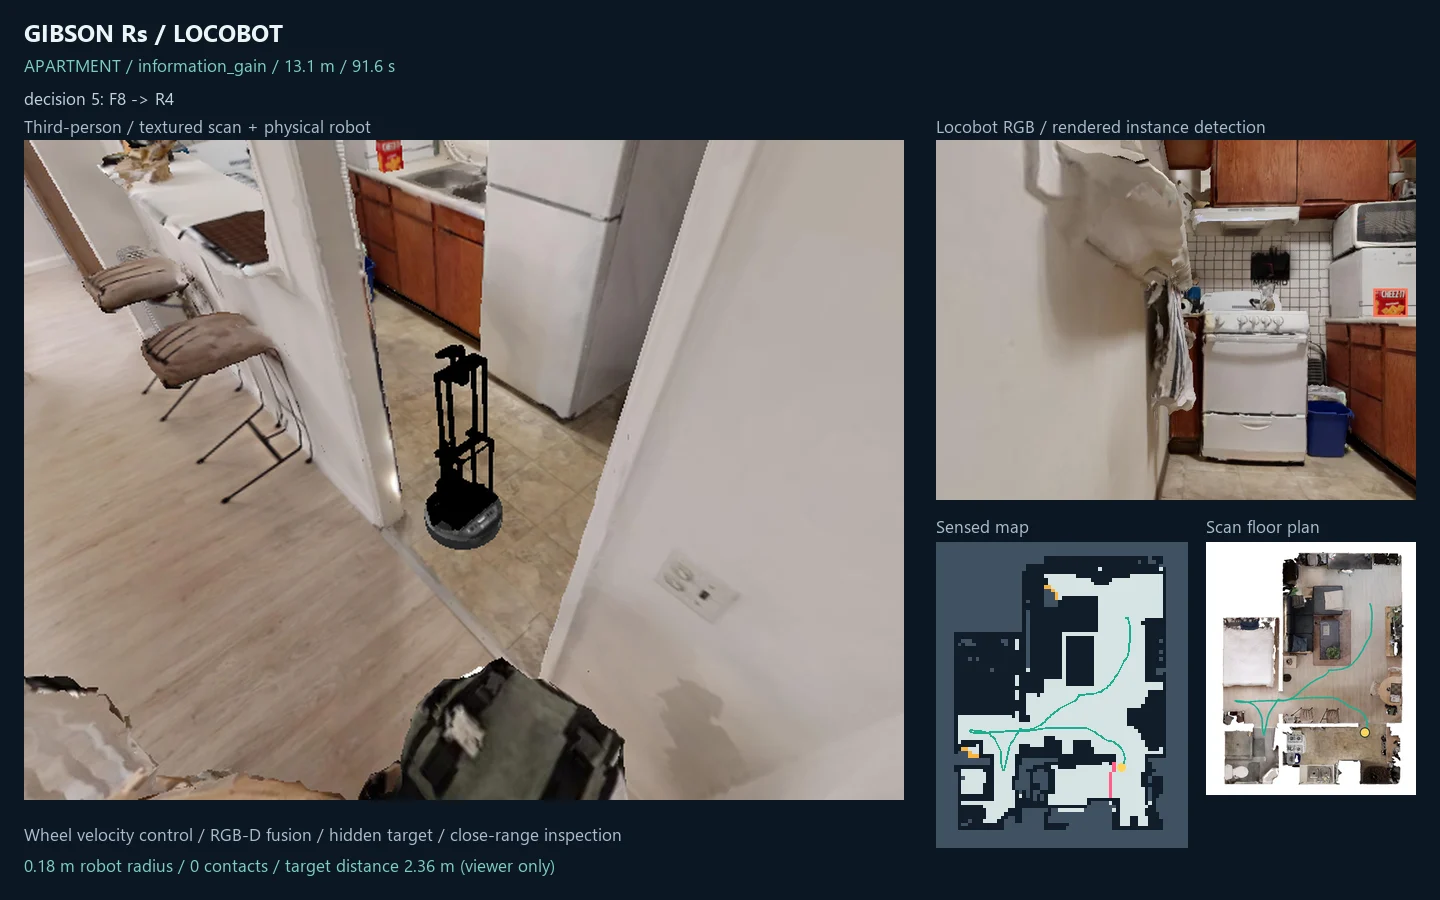 GIBSON Rs / LOCOBOT
APARTMENT / information_gain / 13.1 m / 91.6 s
decision 5: F8 -> R4
Third-person / textured scan + physical robot
Locobot RGB / rendered instance detection
Sensed map
Scan floor plan
Wheel velocity control / RGB-D fusion / hidden target / close-range inspection
0.18 m robot radius / 0 contacts / target distance 2.36 m (viewer only)